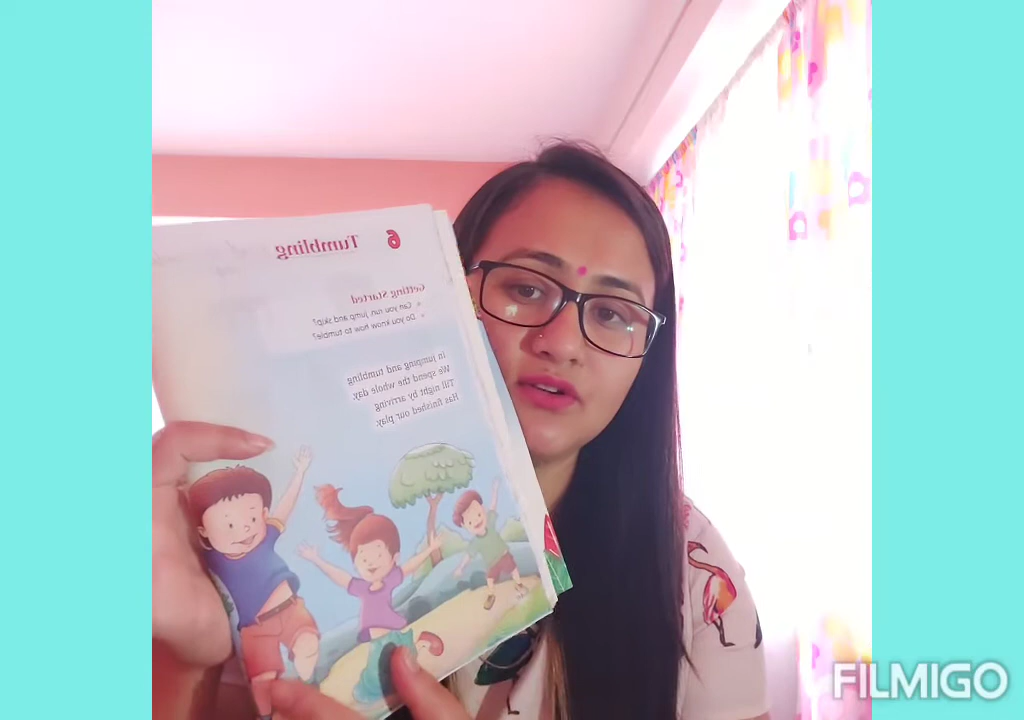 6 Tumbling
Getting Started
Can you run, jump and skip?
Do you know how to tumble?
In jumping and tumbling
We spend the whole day,
Till night by arriving
Has finished our play.
FILMIGO